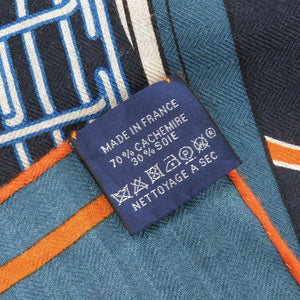 MADE IN FRANCE
70% CACHEMIRE
30% SOIE
NETTOYAGE A SEC